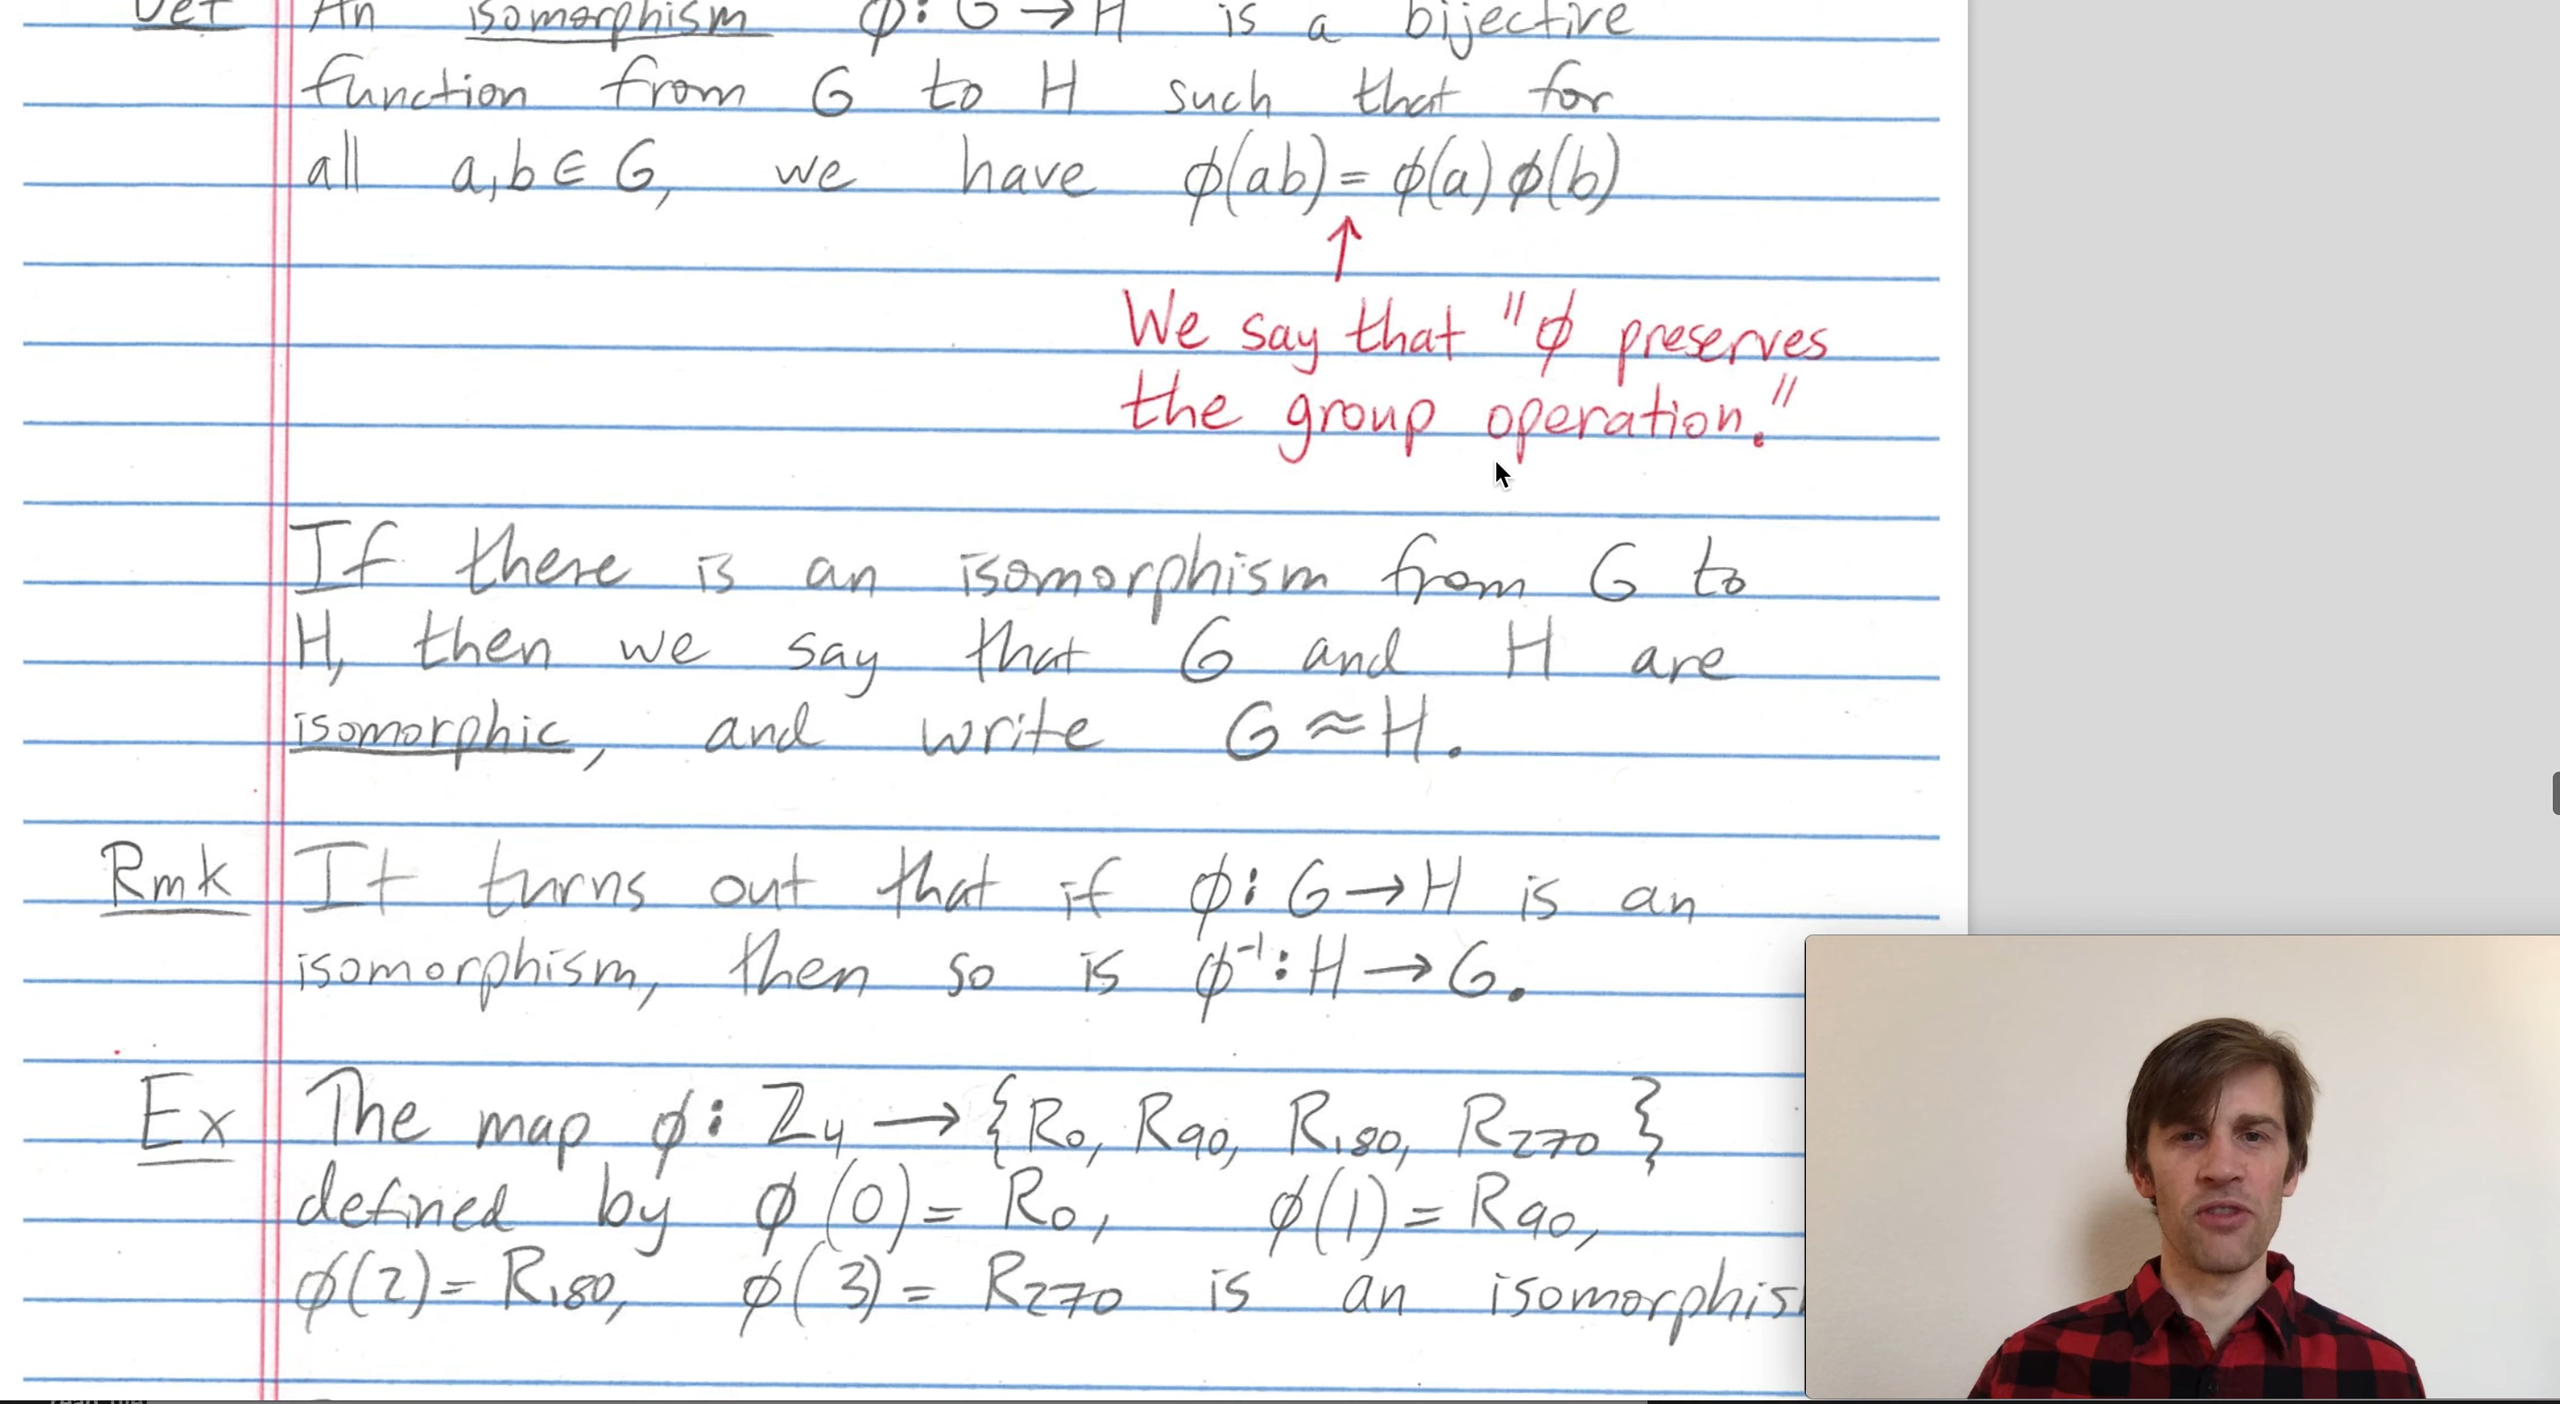 Def An isomorphism ϕ: G → H is a bijective
function from G to H such that for
all a,b ∈ G, we have ϕ(ab) = ϕ(a) ϕ(b)
↑
We say that "ϕ preserves
the group operation."
If there is an isomorphism from G to
H, then we say that G and H are
isomorphic, and write G ≈ H.
Rmk It turns out that if ϕ: G → H is an
isomorphism, then so is ϕ⁻¹: H → G.
Ex The map ϕ: Z₄ → {R₀, R₉₀, R₁₈₀, R₂₇₀}
defined by ϕ(0) = R₀, ϕ(1) = R₉₀,
ϕ(2) = R₁₈₀, ϕ(3) = R₂₇₀ is an isomorphis